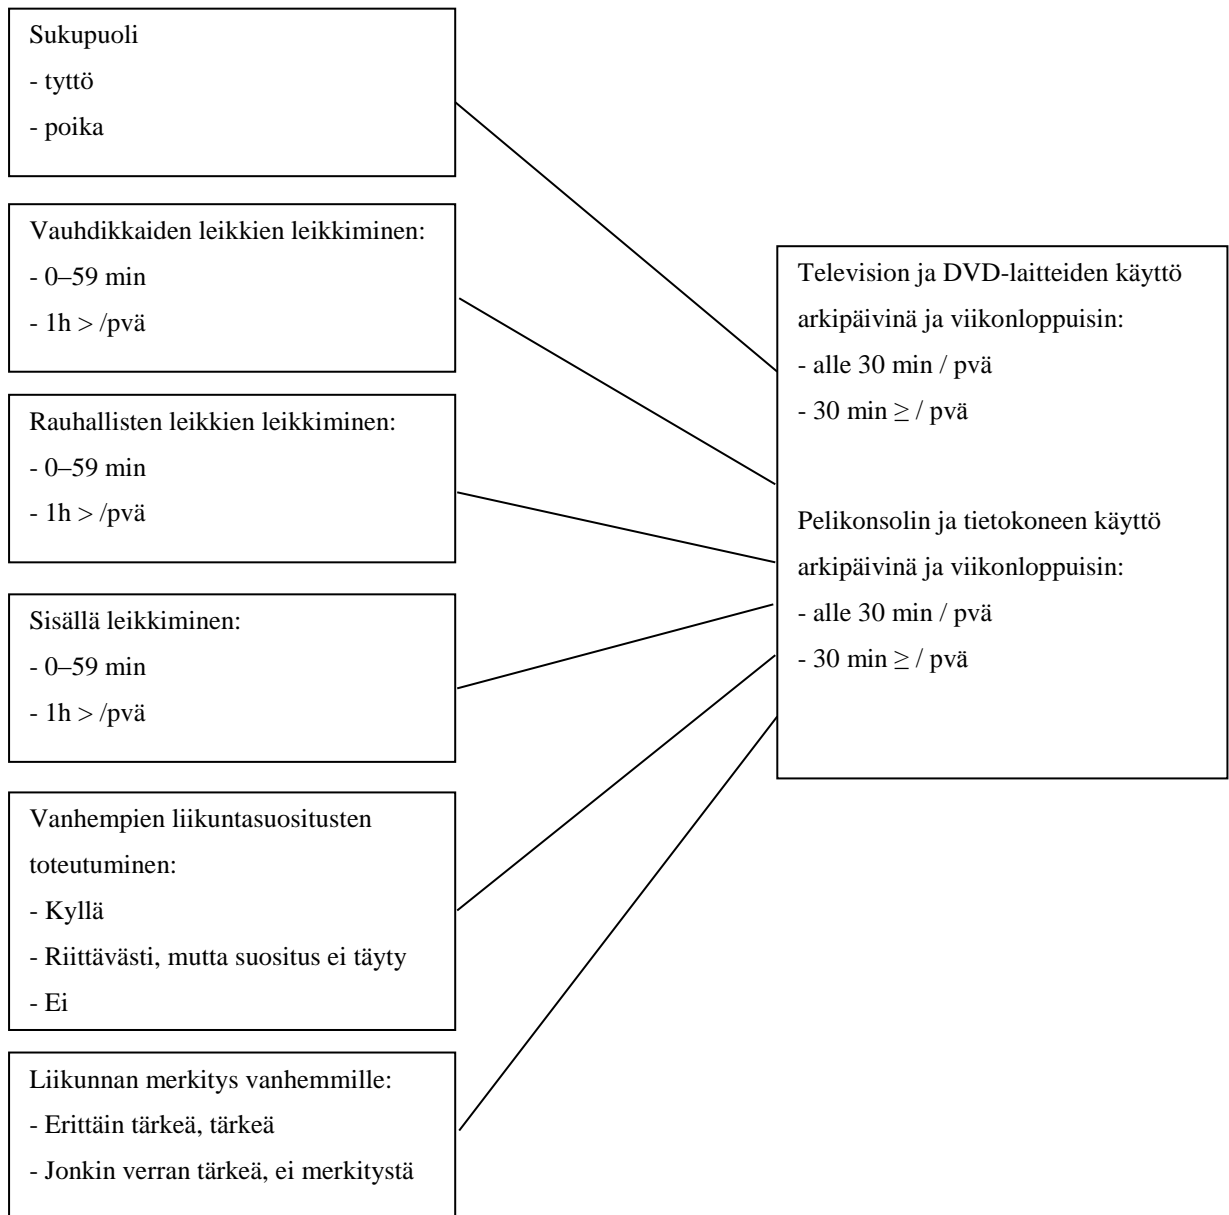 Sukupuoli
- tyttö
- poika
Vauhdikkaiden leikkien leikkiminen:
- 0–59 min
- 1h > /pvä
Rauhallisten leikkien leikkiminen:
- 0–59 min
- 1h > /pvä
Sisällä leikkiminen:
- 0–59 min
- 1h > /pvä
Vanhempien liikuntasuositusten
toteutuminen:
- Kyllä
- Riittävästi, mutta suositus ei täyty
- Ei
Liikunnan merkitys vanhemmille:
- Erittäin tärkeä, tärkeä
- Jonkin verran tärkeä, ei merkitystä
Television ja DVD-laitteiden käyttö
arkipäivinä ja viikonloppuisin:
- alle 30 min / pvä
- 30 min ≥ / pvä
Pelikonsolin ja tietokoneen käyttö
arkipäivinä ja viikonloppuisin:
- alle 30 min / pvä
- 30 min ≥ / pvä